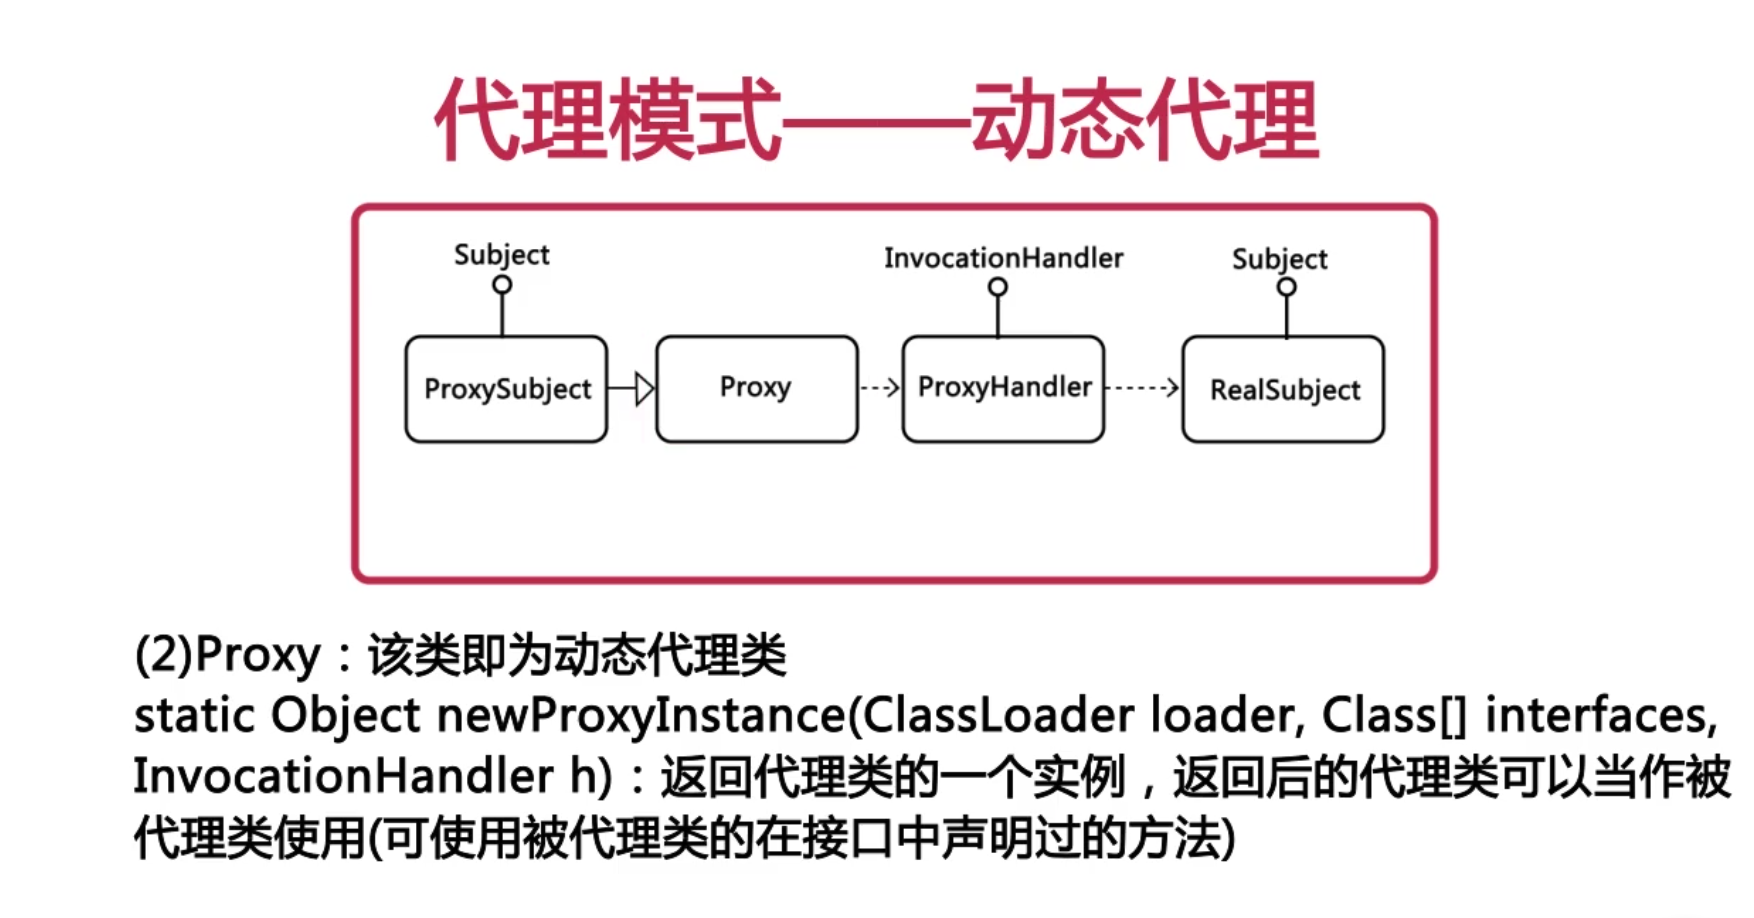 代理模式——动态代理
Subject
InvocationHandler
Subject
ProxySubject
Proxy
ProxyHandler
RealSubject
(2)Proxy：该类即为动态代理类
static Object newProxyInstance(ClassLoader loader, Class[] interfaces,
InvocationHandler h)：返回代理类的一个实例，返回后的代理类可以当作被
代理类使用(可使用被代理类的在接口中声明过的方法)